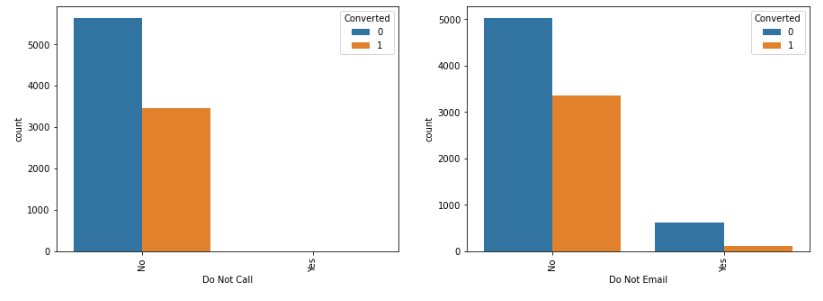 Converted
0
1
5000
4000
3000
2000
1000
0
count
No
Yes
Do Not Call
Converted
0
1
5000
4000
3000
2000
1000
0
count
No
Yes
Do Not Email